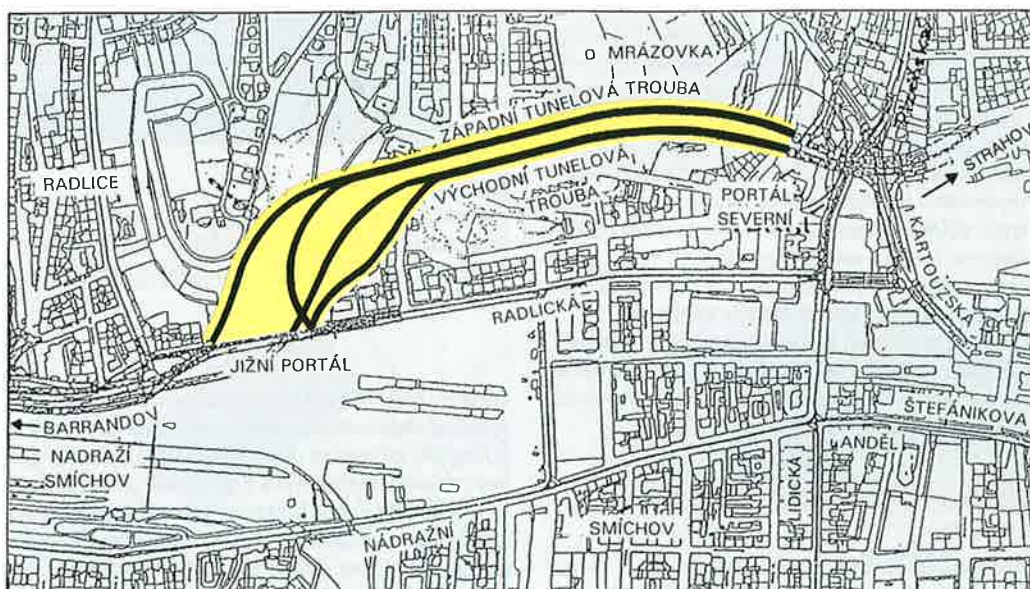 MRÁZOVKA
ZÁPADNÍ TUNELOVÁ TROUBA
STRAHOV
RADLICE
VÝCHODNÍ TUNELOVÁ
TROUBA
PORTÁL
SEVERNÍ
KARTOUZSKÁ
RADLICKÁ
JIŽNÍ PORTÁL
BARRANDOV
ŠTEFÁNIKOVA
NADRAŽÍ
SMÍCHOV
ANDĚL
LIDICKÁ
NÁDRAŽNÍ
SMÍCHOV